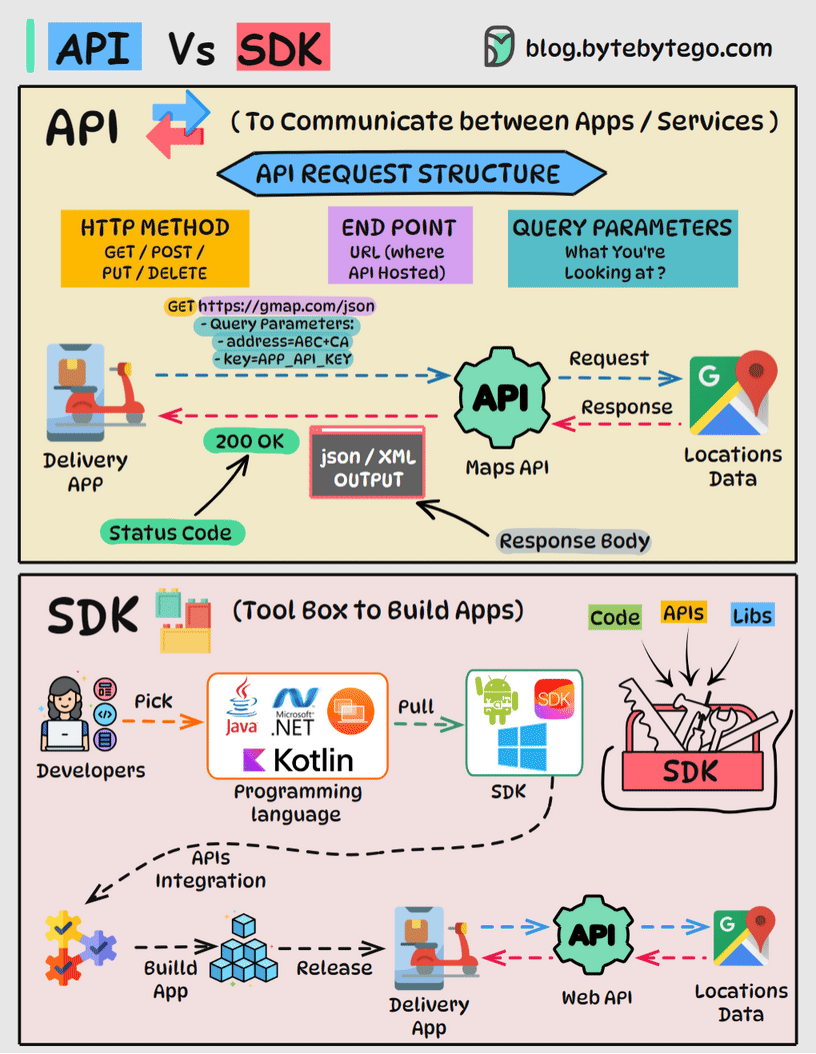 API Vs SDK
blog.bytebytego.com
API
( To Communicate between Apps / Services )
API REQUEST STRUCTURE
HTTP METHOD
GET / POST /
PUT / DELETE
END POINT
URL (where
API Hosted)
QUERY PARAMETERS
What You're
Looking at ?
GET https://gmap.com/json
- Query Parameters:
- address=ABC+CA
- key=APP_API_KEY
Delivery
APP
200 OK
Status Code
json / XML
OUTPUT
Response Body
API
Maps API
Request
Response
G
Locations
Data
SDK
(Tool Box to Build Apps)
Code
APIs
Libs
SDK
Developers
Pick
Java
Microsoft
.NET
Kotlin
Programming
language
Pull
SDK
SDK
APIs
Integration
Builld
App
Release
Delivery
App
API
Web API
G
Locations
Data